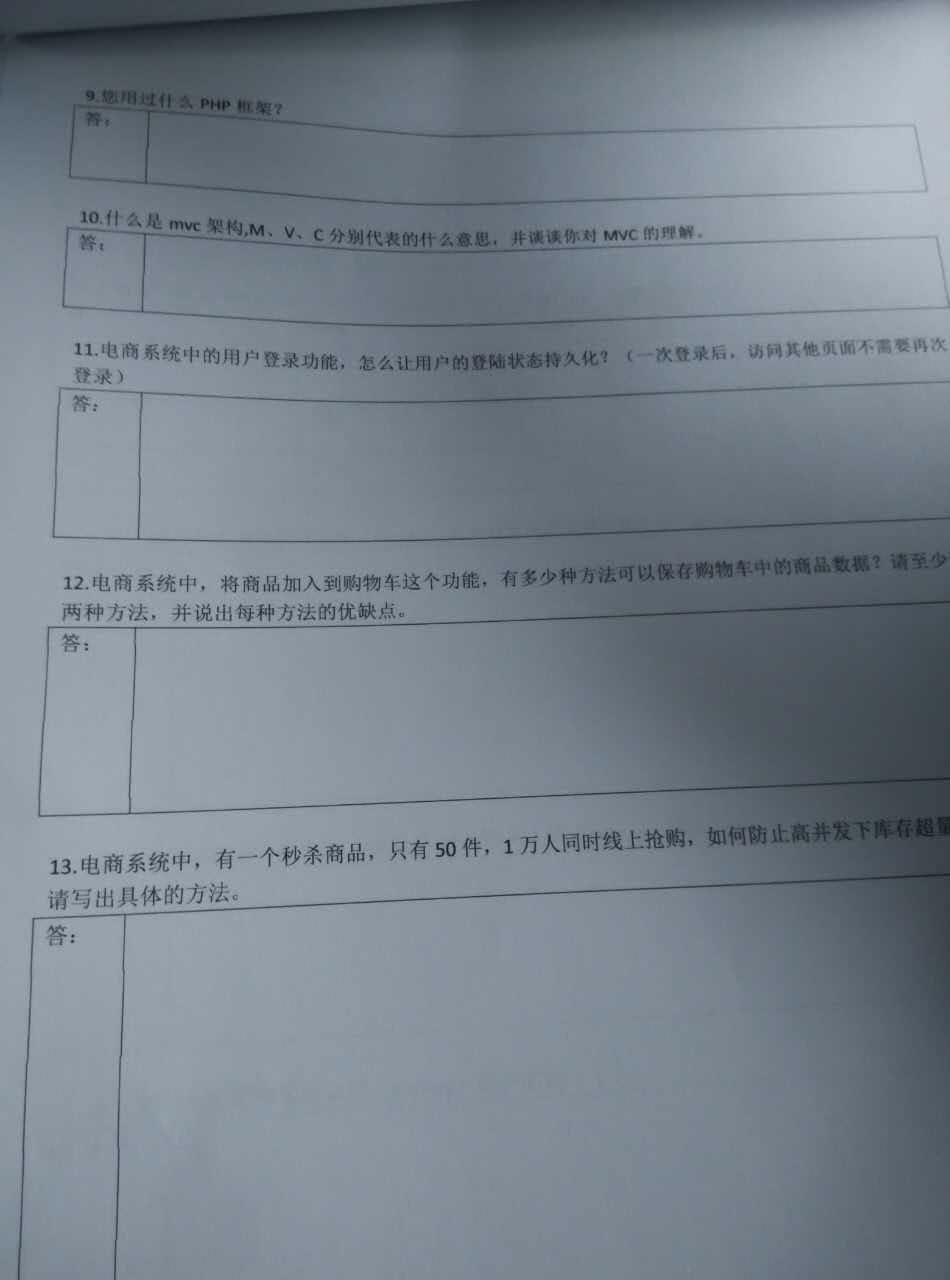 9.您用过什么 PHP 框架？
答：
10.什么是 mvc 架构,M、V、C 分别代表的什么意思，并谈谈你对 MVC 的理解。
答：
11.电商系统中的用户登录功能，怎么让用户的登陆状态持久化？（一次登录后，访问其他页面不需要再次
登录）
答：
12.电商系统中，将商品加入到购物车这个功能，有多少种方法可以保存购物车中的商品数据？请至少
两种方法，并说出每种方法的优缺点。
答：
13.电商系统中，有一个秒杀商品，只有 50 件，1 万人同时线上抢购，如何防止高并发下库存超量
请写出具体的方法。
答：